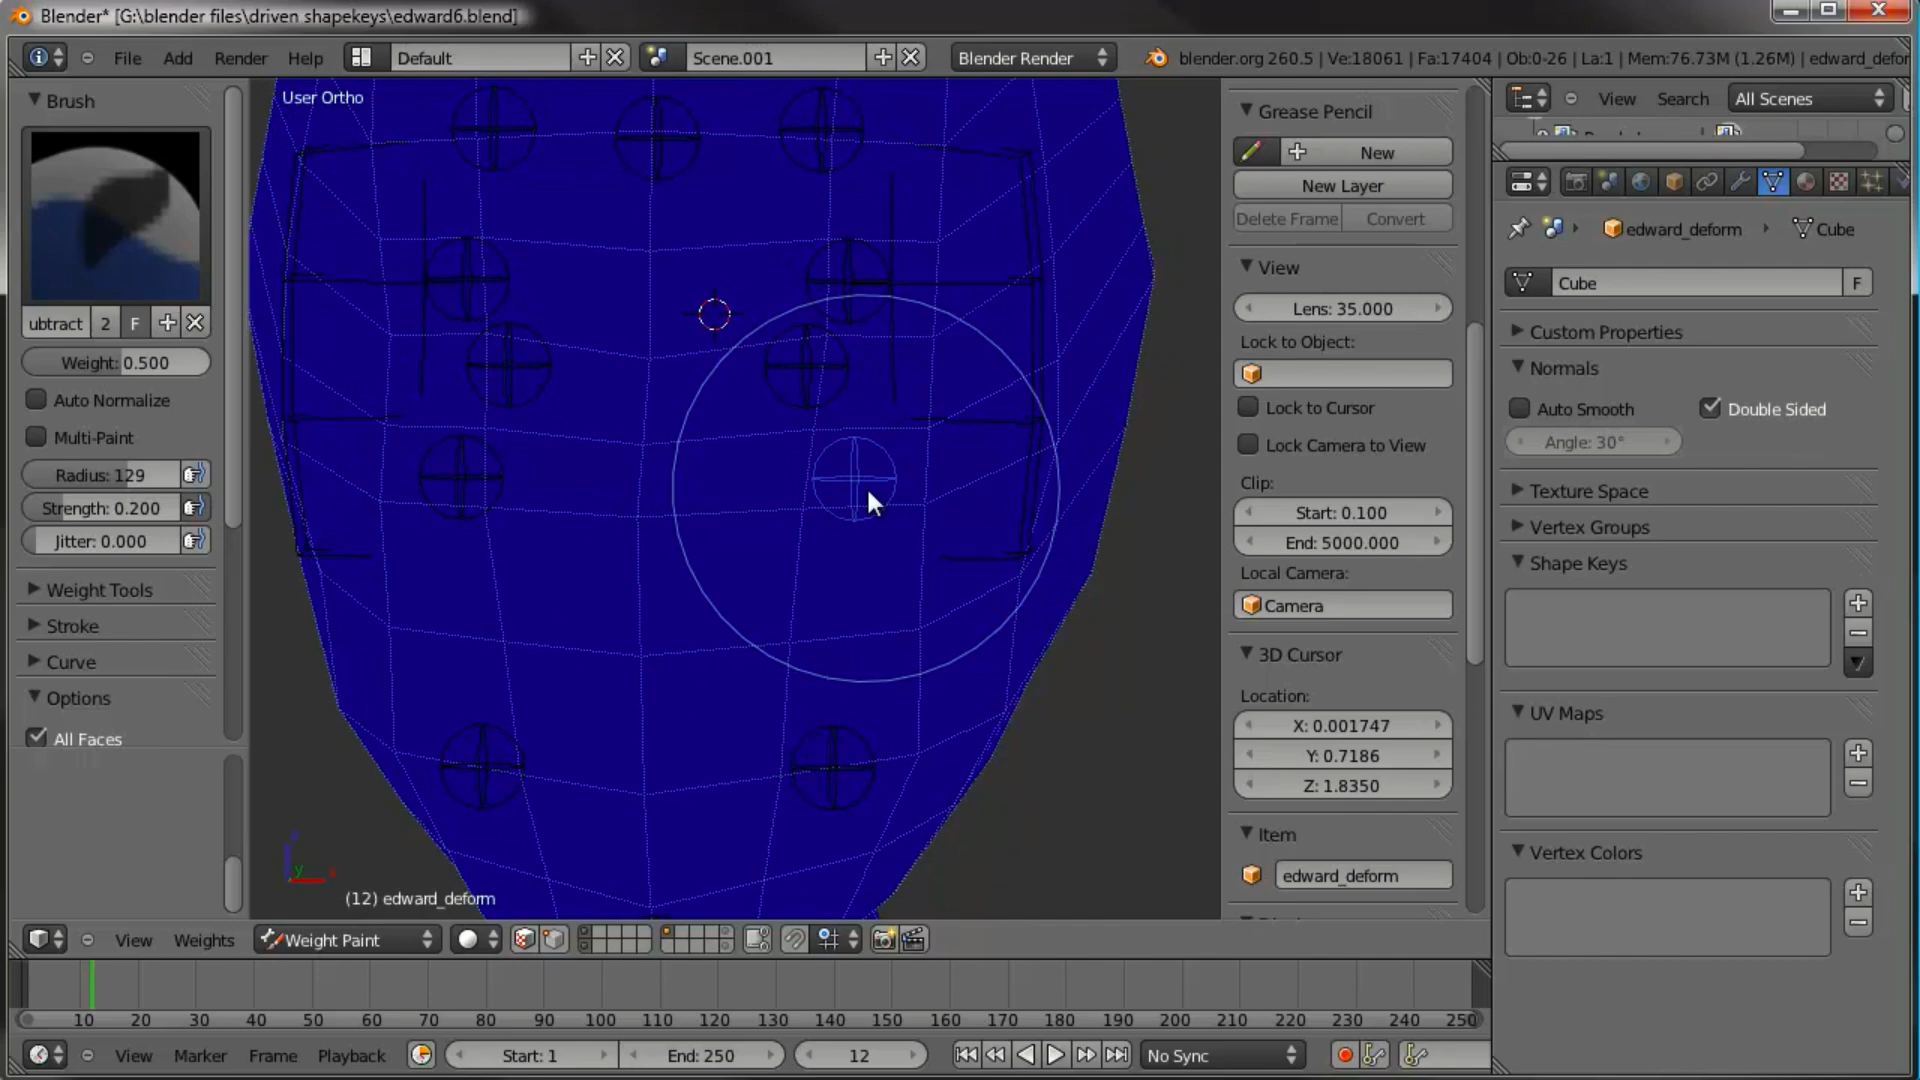 Blender* [G:\blender files\driven shapekeys\edward6.blend]
File Add Render Help Default Scene.001 Blender Render blender.org 260.5 | Ve:18061 | Fa:17404 | Ob:0-26 | La:1 | Mem:76.73M (1.26M) | edward_defor
Brush
ubtract 2 F
Weight: 0.500
Auto Normalize
Multi-Paint
Radius: 129
Strength: 0.200
Jitter: 0.000
Weight Tools
Stroke
Curve
Options
All Faces
User Ortho
y
(12) edward_deform
Grease Pencil
New
New Layer
Delete Frame Convert
View
Lens: 35.000
Lock to Object:
Lock to Cursor
Lock Camera to View
Clip:
Start: 0.100
End: 5000.000
Local Camera:
Camera
3D Cursor
Location:
X: 0.001747
Y: 0.7186
Z: 1.8350
Item
edward_deform
View Search All Scenes
edward_deform Cube
Cube F
Custom Properties
Normals
Auto Smooth Double Sided
Angle: 30°
Texture Space
Vertex Groups
Shape Keys
UV Maps
Vertex Colors
View Weights Weight Paint
10 20 30 40 50 60 70 80 90 100 110 120 130 140 150 160 170 180 190 200 210 220 230 240 250
View Marker Frame Playback Start: 1 End: 250 12 No Sync